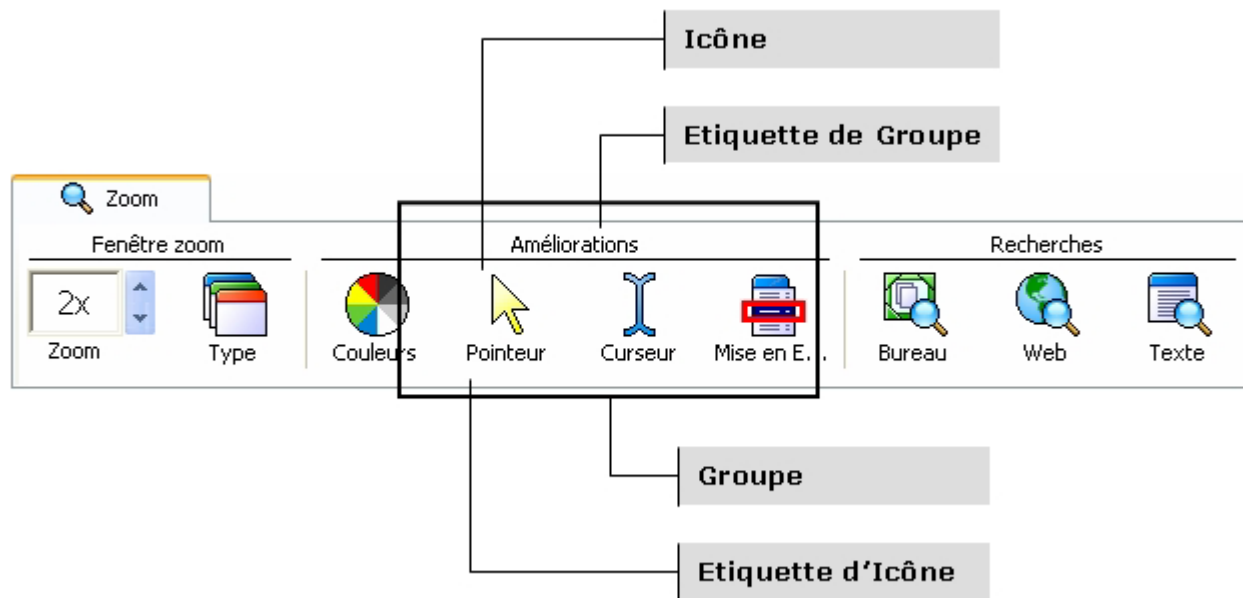 Icône
Etiquette de Groupe
Zoom
Fenêtre zoom Améliorations Recherches
2x
Zoom Type Couleurs Pointeur Curseur Mise en E... Bureau Web Texte
Groupe
Etiquette d'Icône